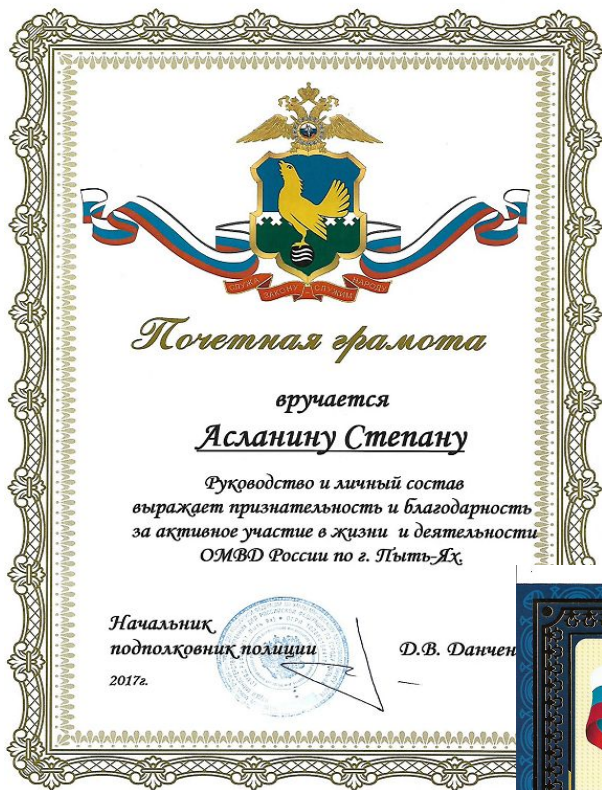 СЛУЖА ЗАКОНУ - СЛУЖИМ НАРОДУ
Почетная грамота
вручается
Асланину Степану
Руководство и личный состав
выражает признательность и благодарность
за активное участие в жизни и деятельности
ОМВД России по г. Пыть-Ях.
Начальник
подполковник полиции Д.В. Данчен
2017г.